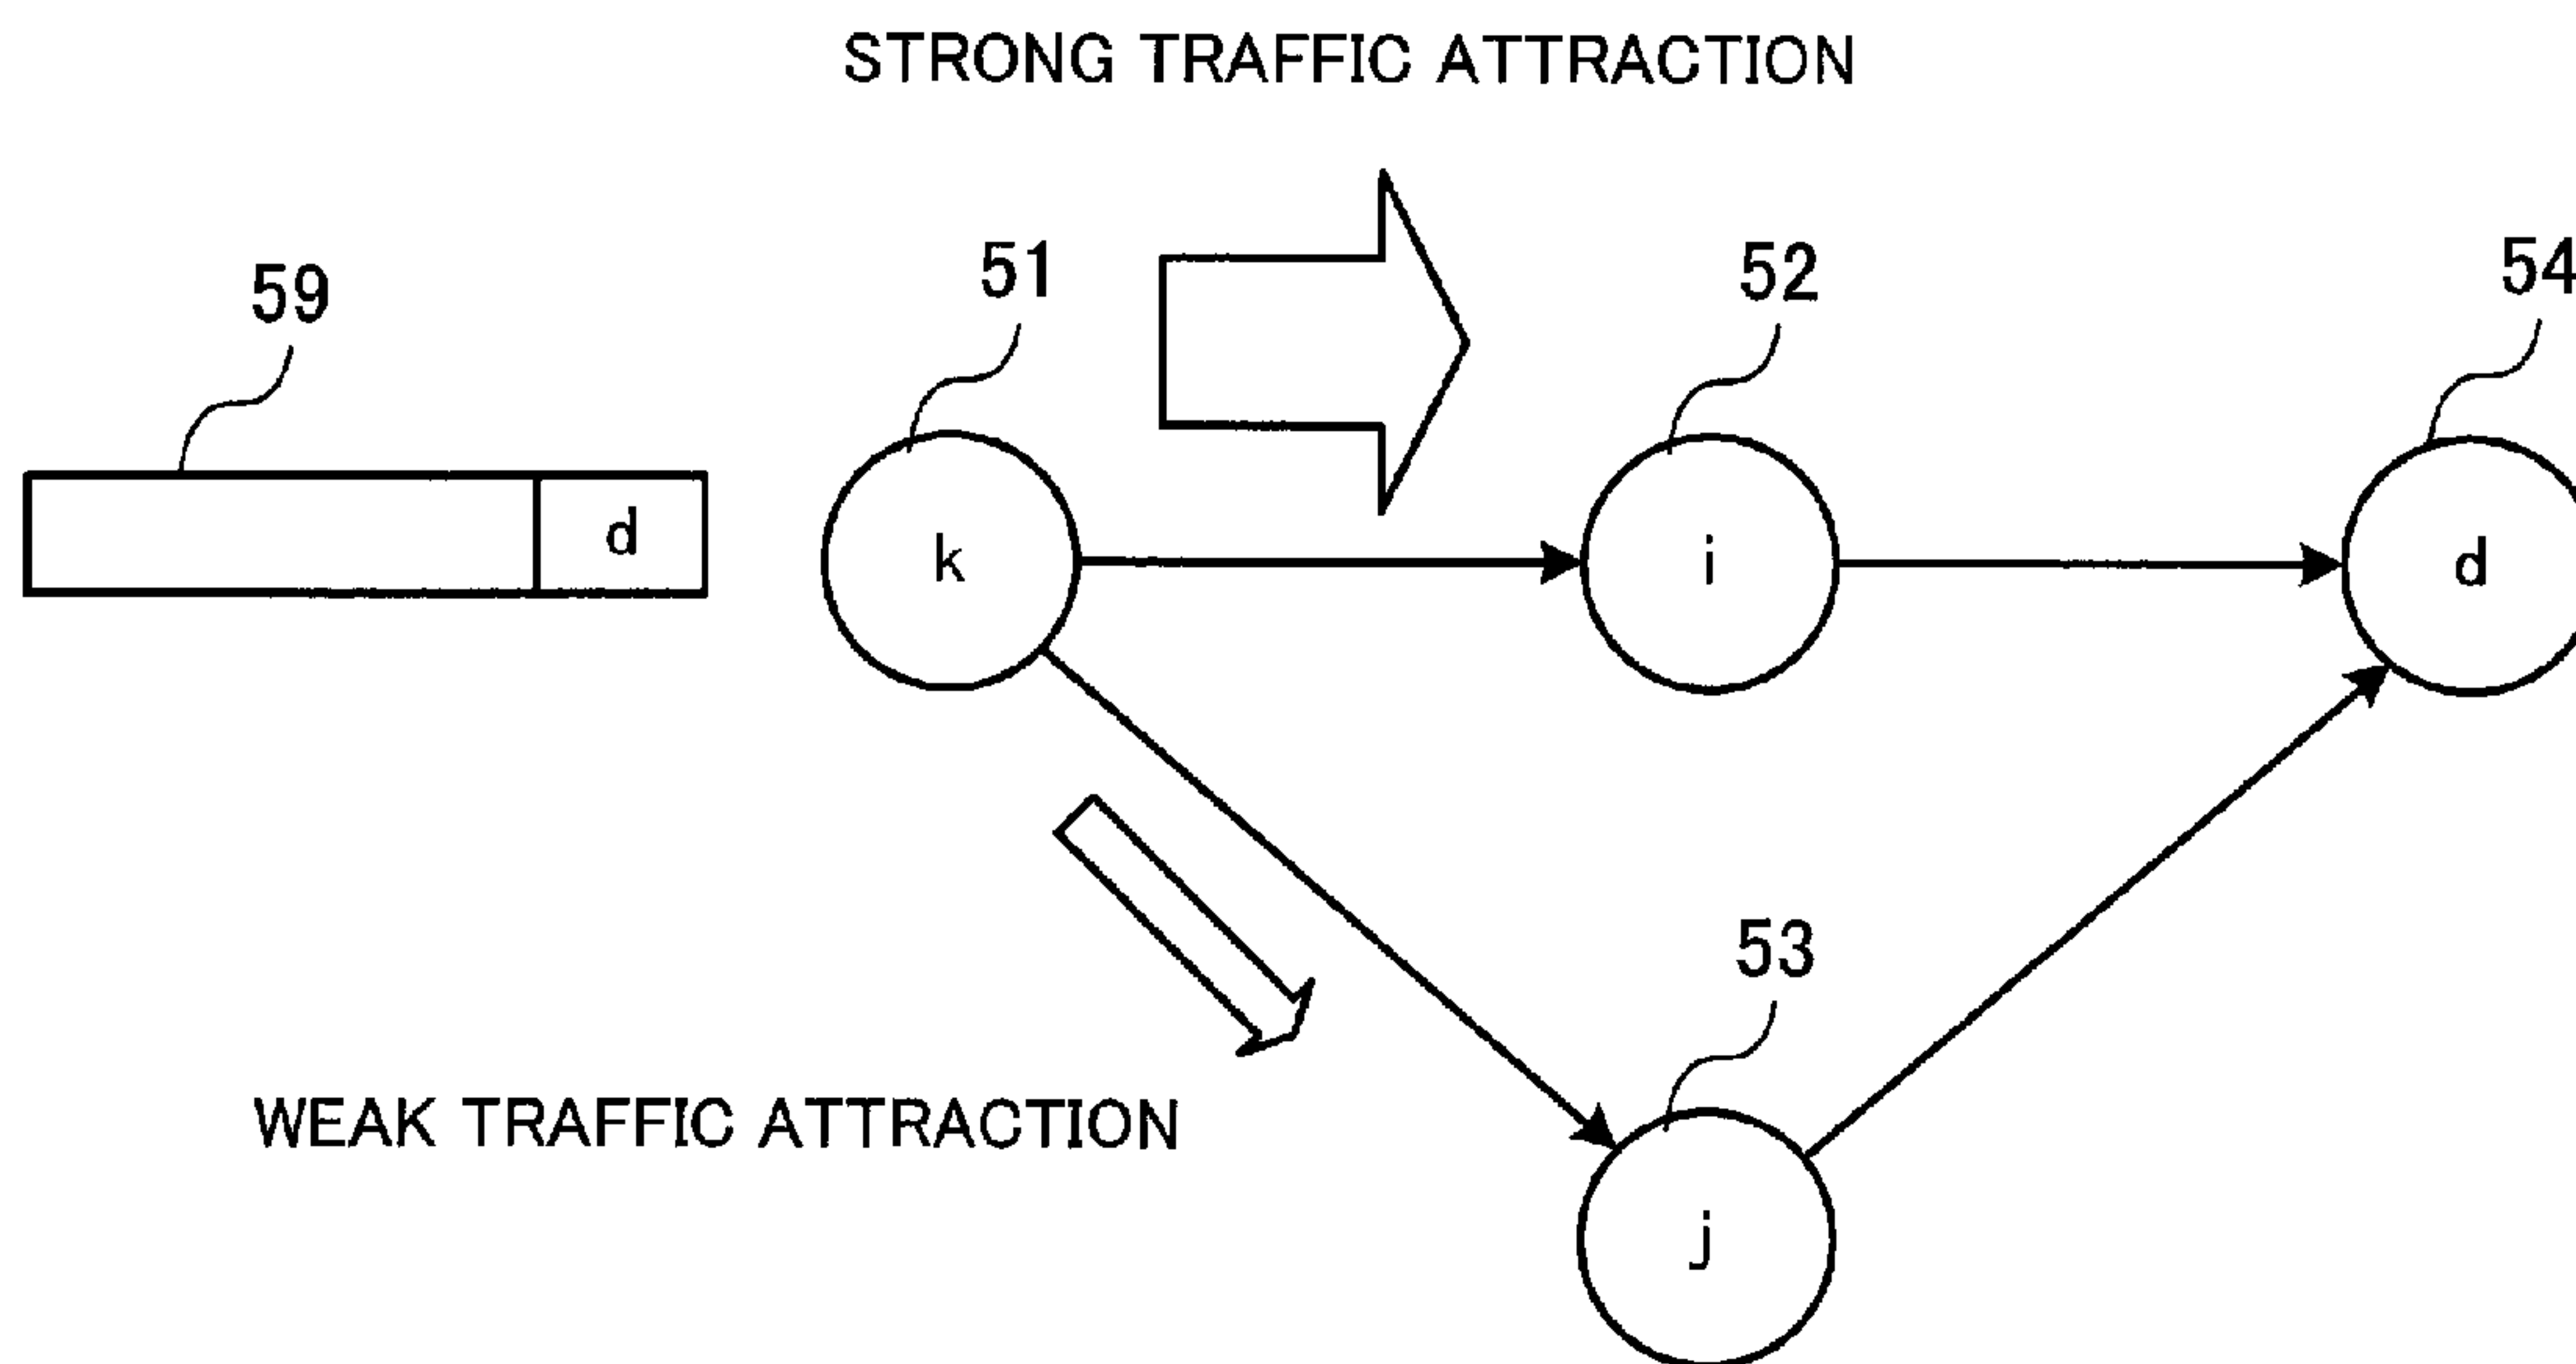 STRONG TRAFFIC ATTRACTION
59
51
52
54
d
k
i
d
53
WEAK TRAFFIC ATTRACTION
j